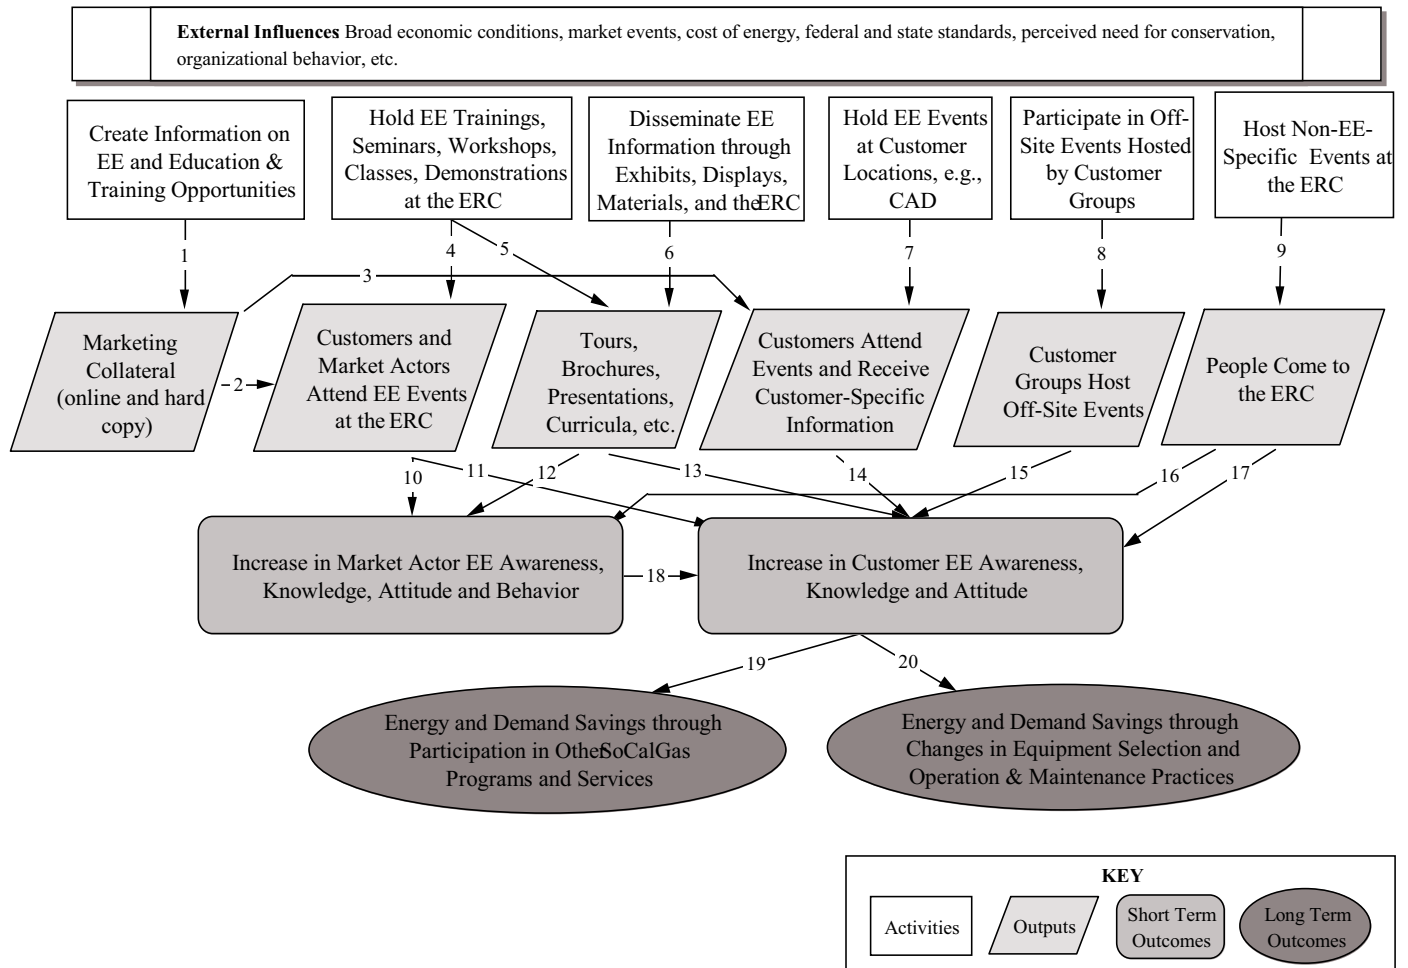 External Influences Broad economic conditions, market events, cost of energy, federal and state standards, perceived need for conservation,
organizational behavior, etc.
Create Information on
EE and Education &
Training Opportunities
Hold EE Trainings,
Seminars, Workshops,
Classes, Demonstrations
at the ERC
Disseminate EE
Information through
Exhibits, Displays,
Materials, and the ERC
Hold EE Events
at Customer
Locations, e.g.,
CAD
Participate in Off-
Site Events Hosted
by Customer
Groups
Host Non-EE-
Specific Events at
the ERC
1
4
5
6
7
8
9
3
Marketing
Collateral
(online and hard
copy)
2
Customers and
Market Actors
Attend EE Events
at the ERC
Tours,
Brochures,
Presentations,
Curricula, etc.
Customers Attend
Events and Receive
Customer-Specific
Information
Customer
Groups Host
Off-Site Events
People Come to
the ERC
10
11
12
13
14
15
16
17
Increase in Market Actor EE Awareness,
Knowledge, Attitude and Behavior
18
Increase in Customer EE Awareness,
Knowledge and Attitude
19
20
Energy and Demand Savings through
Participation in Other SoCalGas
Programs and Services
Energy and Demand Savings through
Changes in Equipment Selection and
Operation & Maintenance Practices
KEY
Activities
Outputs
Short Term
Outcomes
Long Term
Outcomes